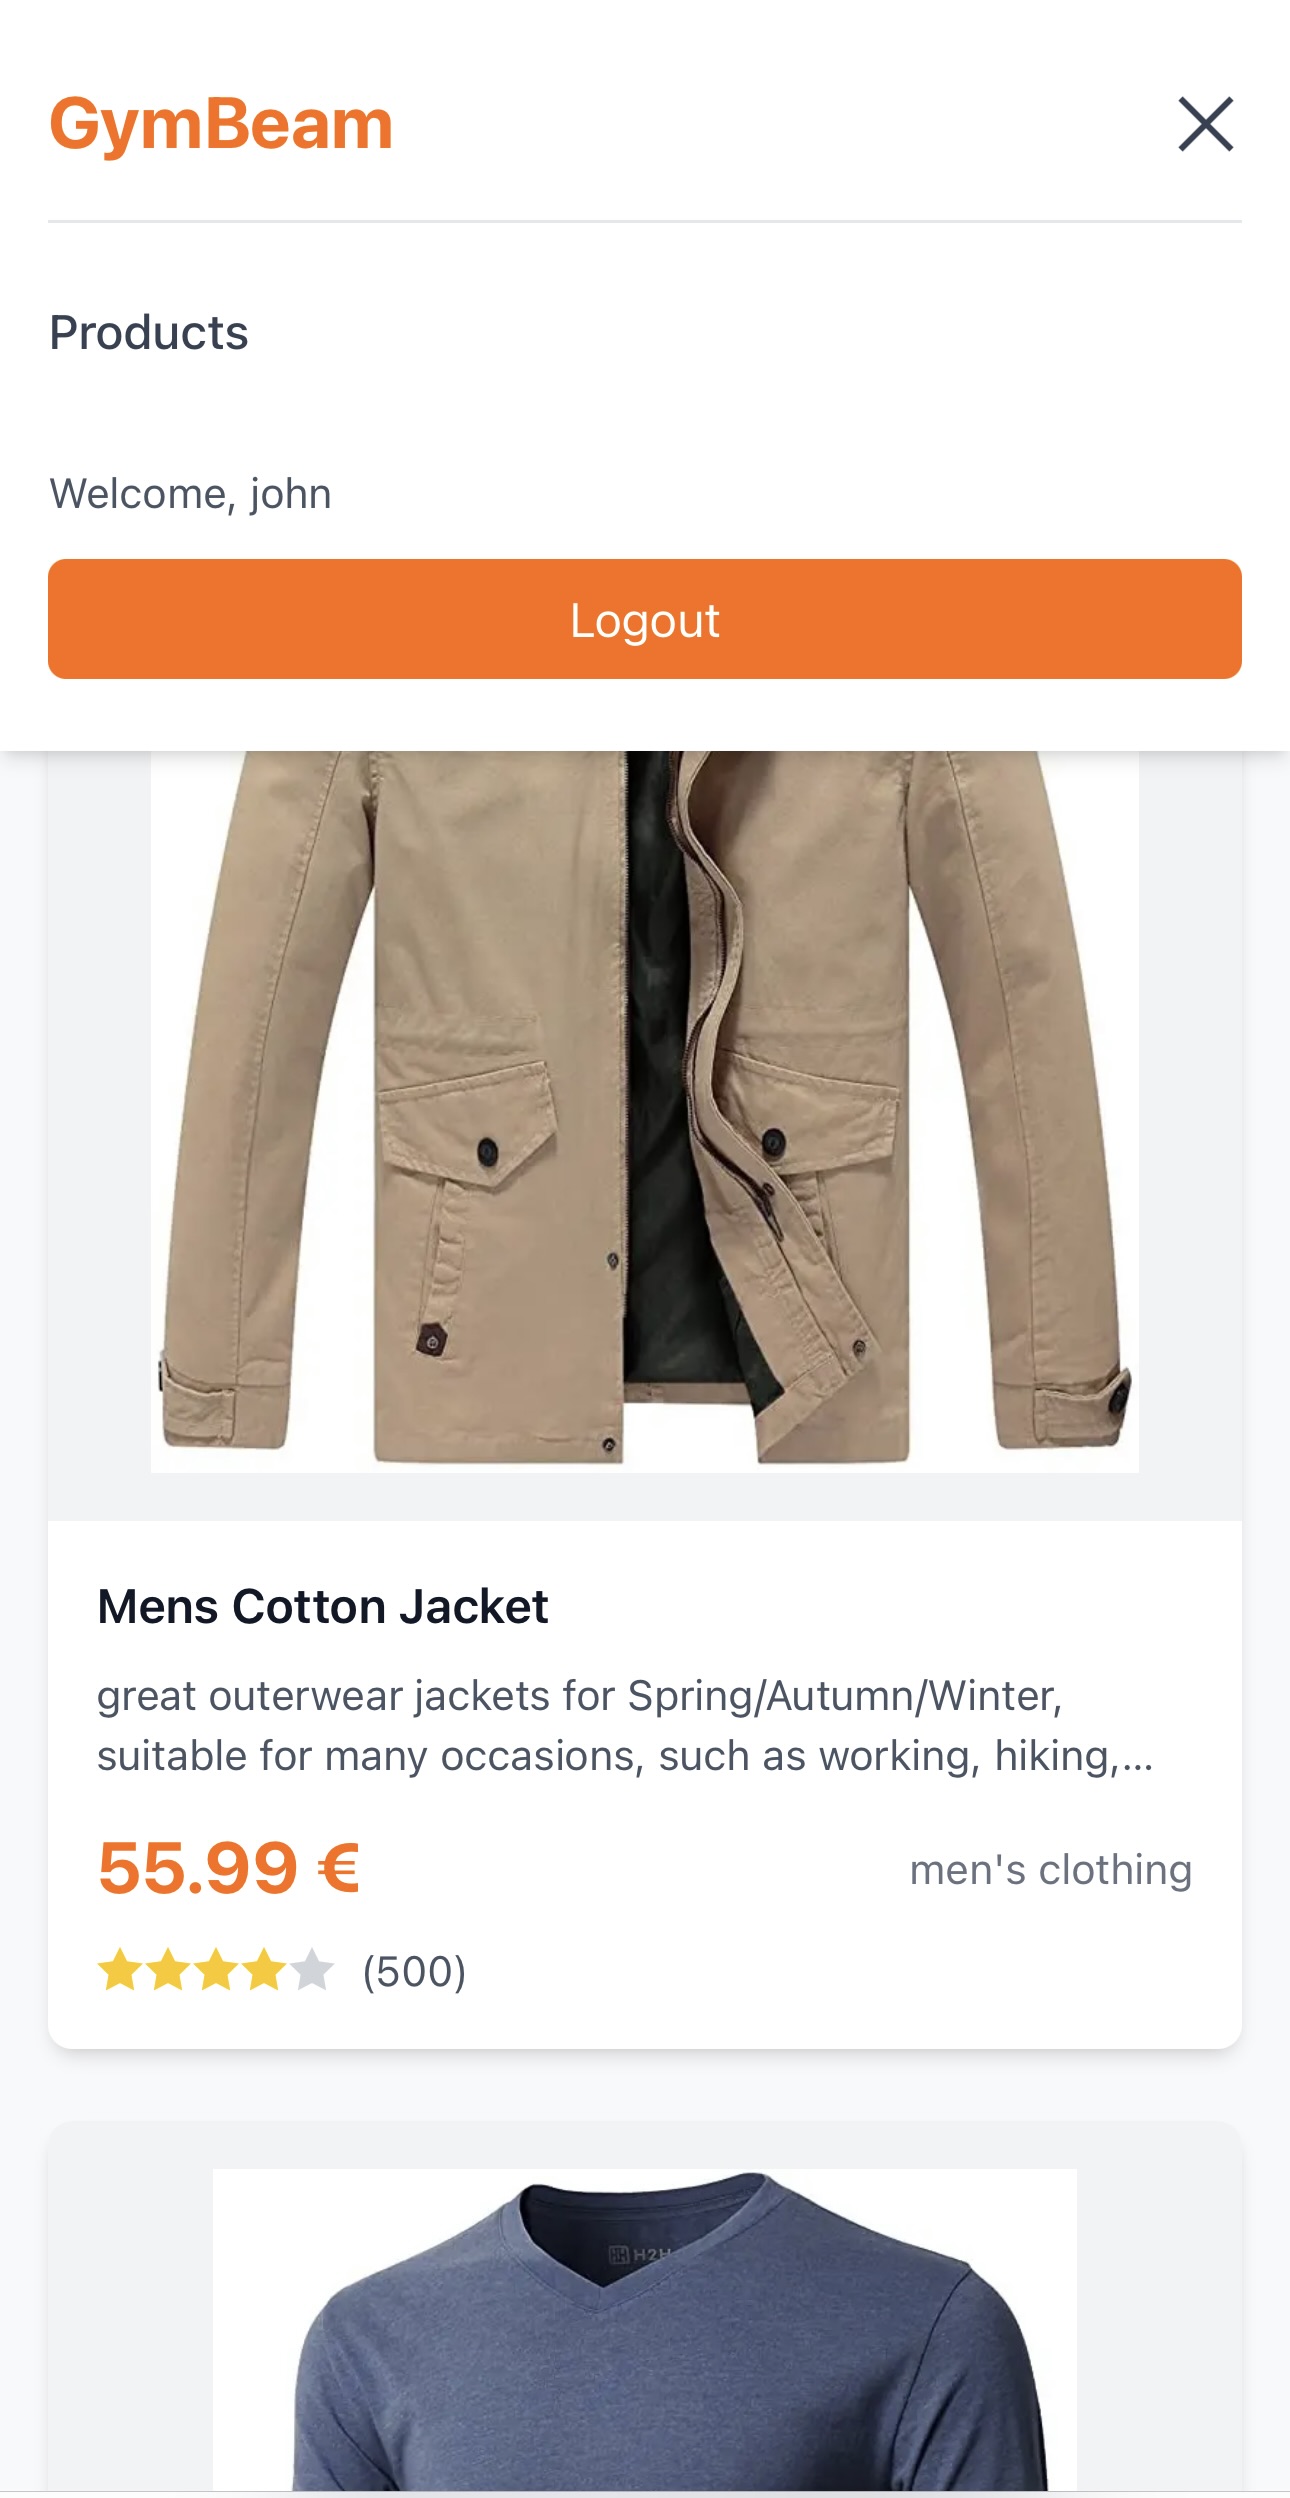 GymBeam
Products
Welcome, john
Logout
Mens Cotton Jacket
great outerwear jackets for Spring/Autumn/Winter,
suitable for many occasions, such as working, hiking,...
55.99 €
men's clothing
(500)
H2H